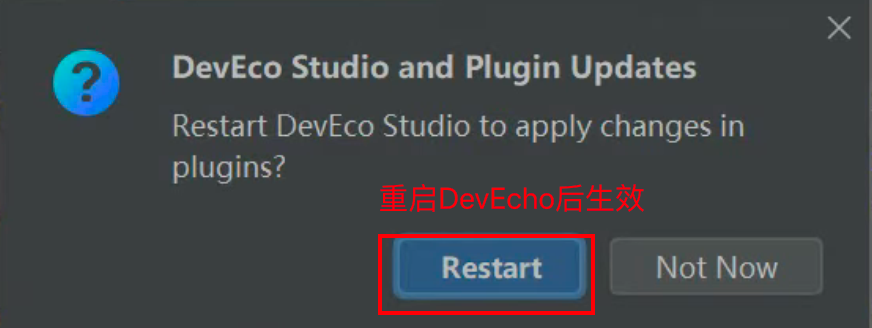 DevEco Studio and Plugin Updates
Restart DevEco Studio to apply changes in
plugins?
重启DevEcho后生效
Restart
Not Now